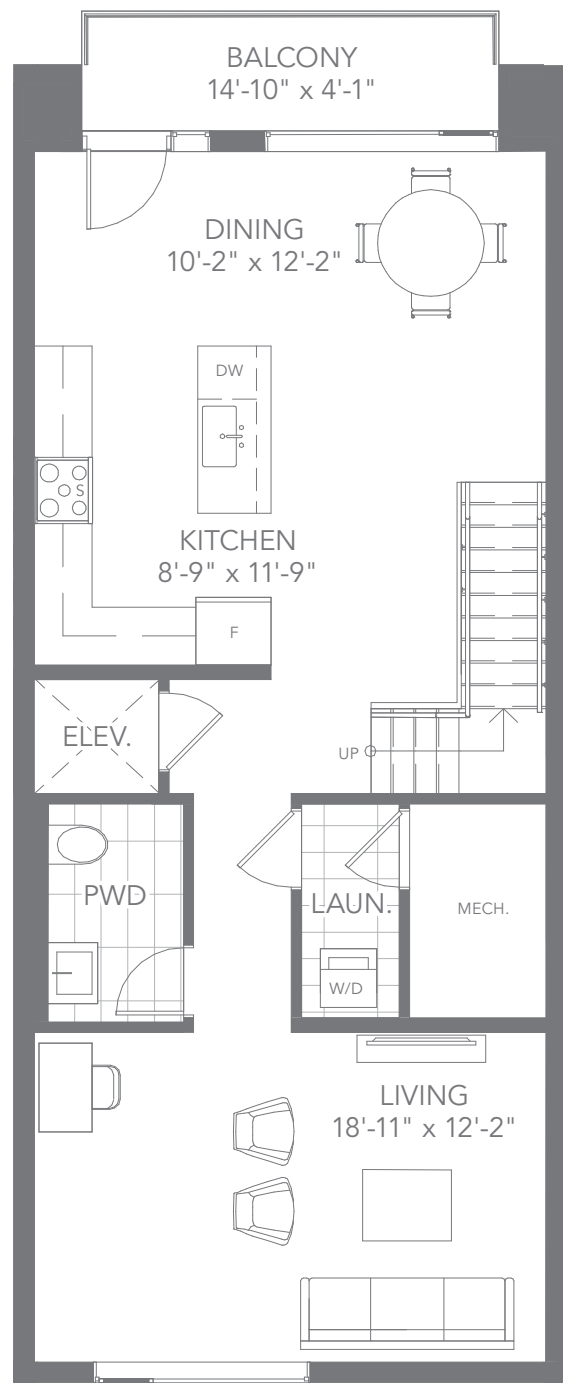 BALCONY
14'-10" x 4'-1"
DINING
10'-2" x 12'-2"
DW
S
KITCHEN
8'-9" x 11'-9"
F
ELEV.
UP
PWD
LAUN.
MECH.
W/D
LIVING
18'-11" x 12'-2"